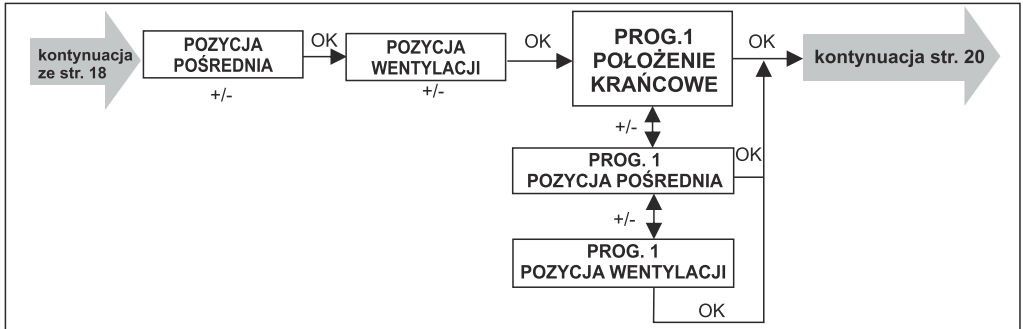 kontynuacja
ze str. 18
POZYCJA
POŚREDNIA
+/-
OK
POZYCJA
WENTYLACJI
+/-
OK
PROG.1
POŁOŻENIE
KRAŃCOWE
OK
kontynuacja str. 20
+/-
PROG. 1
POZYCJA POŚREDNIA
OK
+/-
PROG. 1
POZYCJA WENTYLACJI
OK